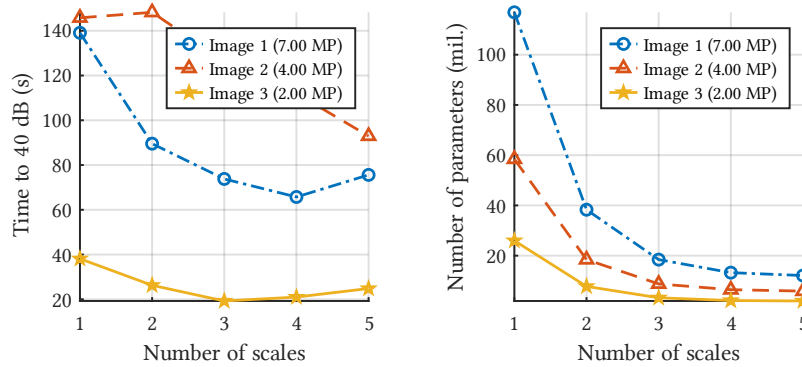 140
120
100
80
60
40
20
Time to 40 dB (s)
1 2 3 4 5
Number of scales
Image 1 (7.00 MP)
Image 2 (4.00 MP)
Image 3 (2.00 MP)
100
80
60
40
20
Number of parameters (mil.)
1 2 3 4 5
Number of scales
Image 1 (7.00 MP)
Image 2 (4.00 MP)
Image 3 (2.00 MP)